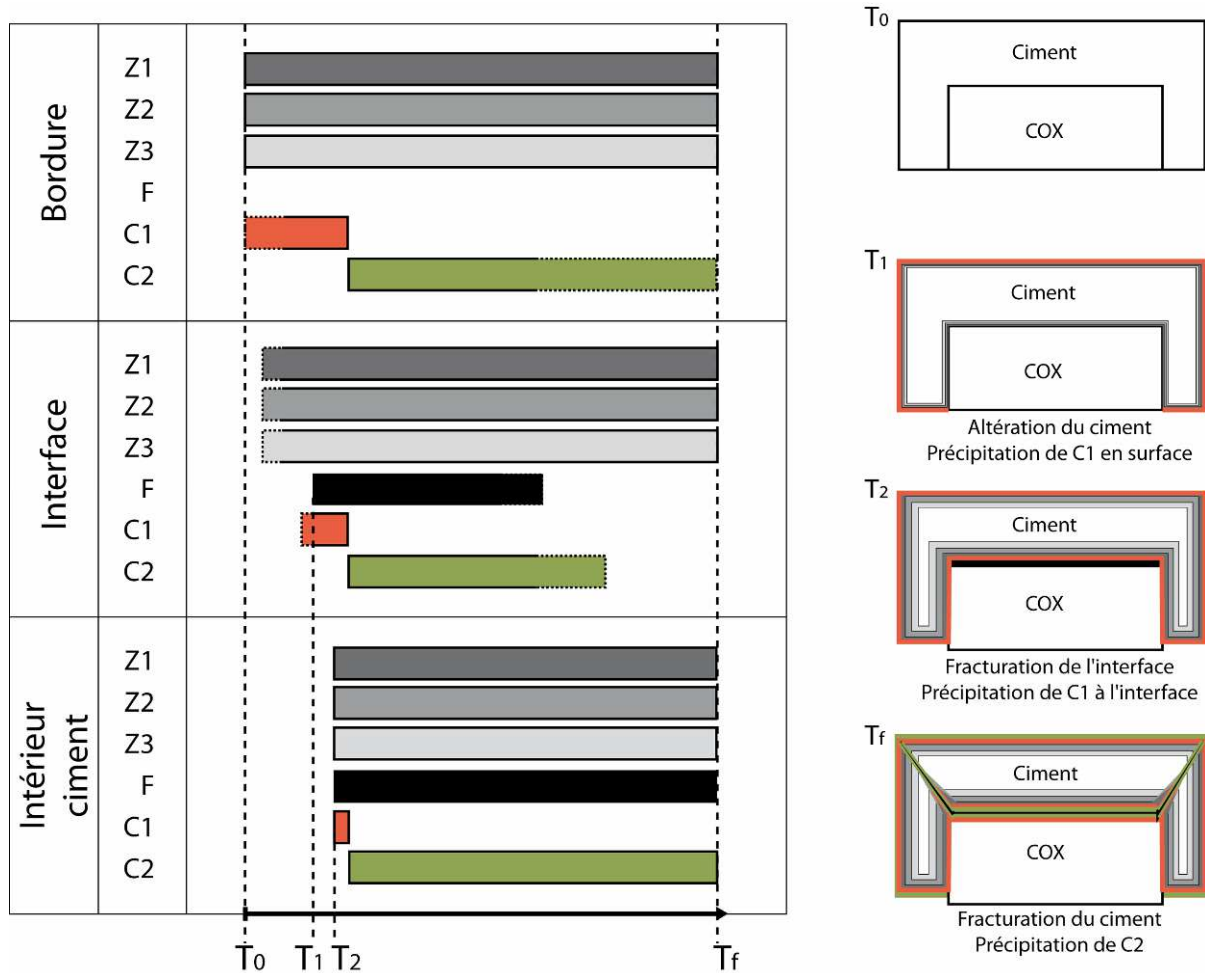 Bordure
Z1
Z2
Z3
F
C1
C2
Interface
Z1
Z2
Z3
F
C1
C2
Intérieur
ciment
Z1
Z2
Z3
F
C1
C2
T0
T1
T2
Tf
T0
Ciment
COX
T1
Ciment
COX
Altération du ciment
Précipitation de C1 en surface
T2
Ciment
COX
Fracturation de l'interface
Précipitation de C1 à l'interface
Tf
Ciment
COX
Fracturation du ciment
Précipitation de C2